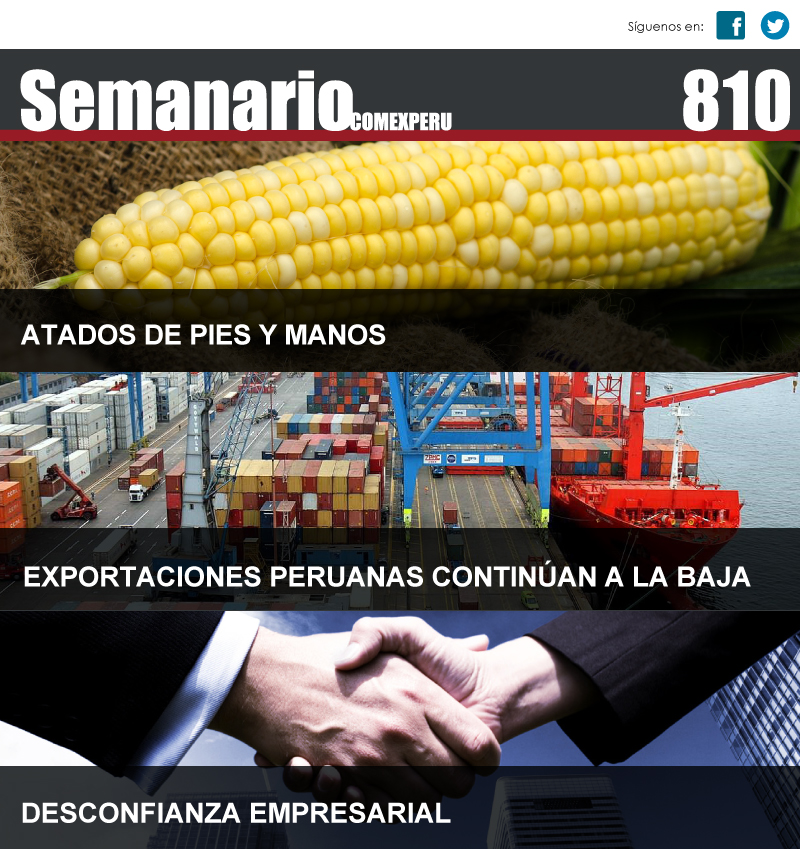 Síguenos en:
Semanario COMEXPERU 810
ATADOS DE PIES Y MANOS
EXPORTACIONES PERUANAS CONTINÚAN A LA BAJA
DESCONFIANZA EMPRESARIAL